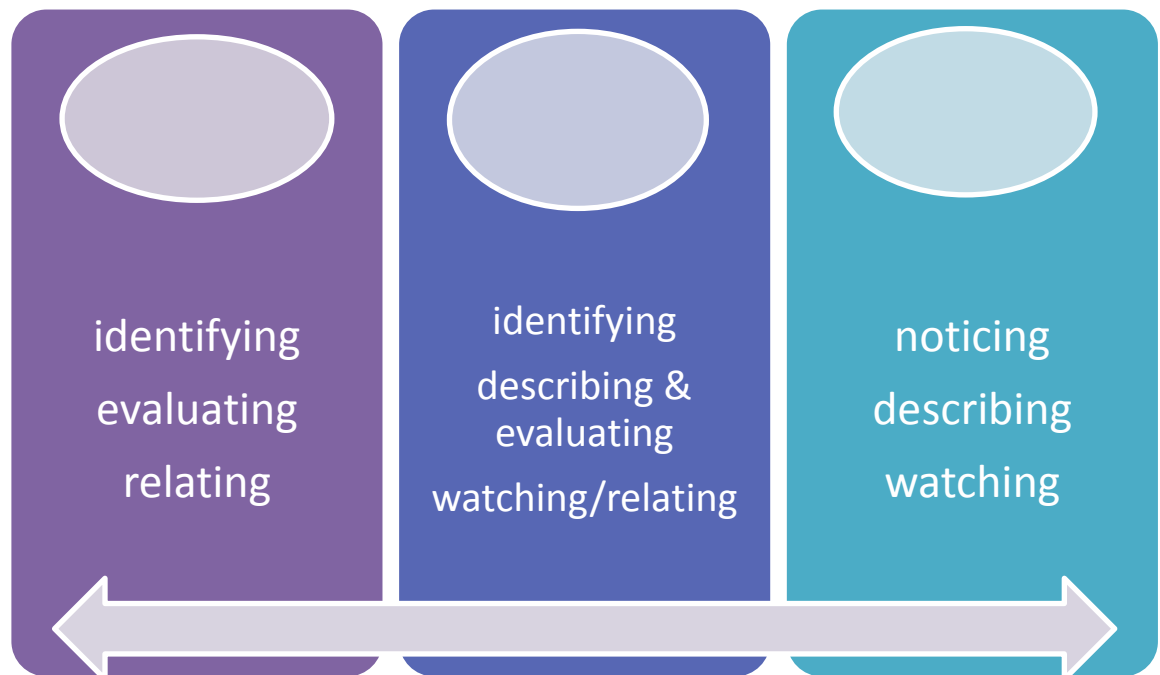 identifying
evaluating
relating
identifying
describing &
evaluating
watching/relating
noticing
describing
watching